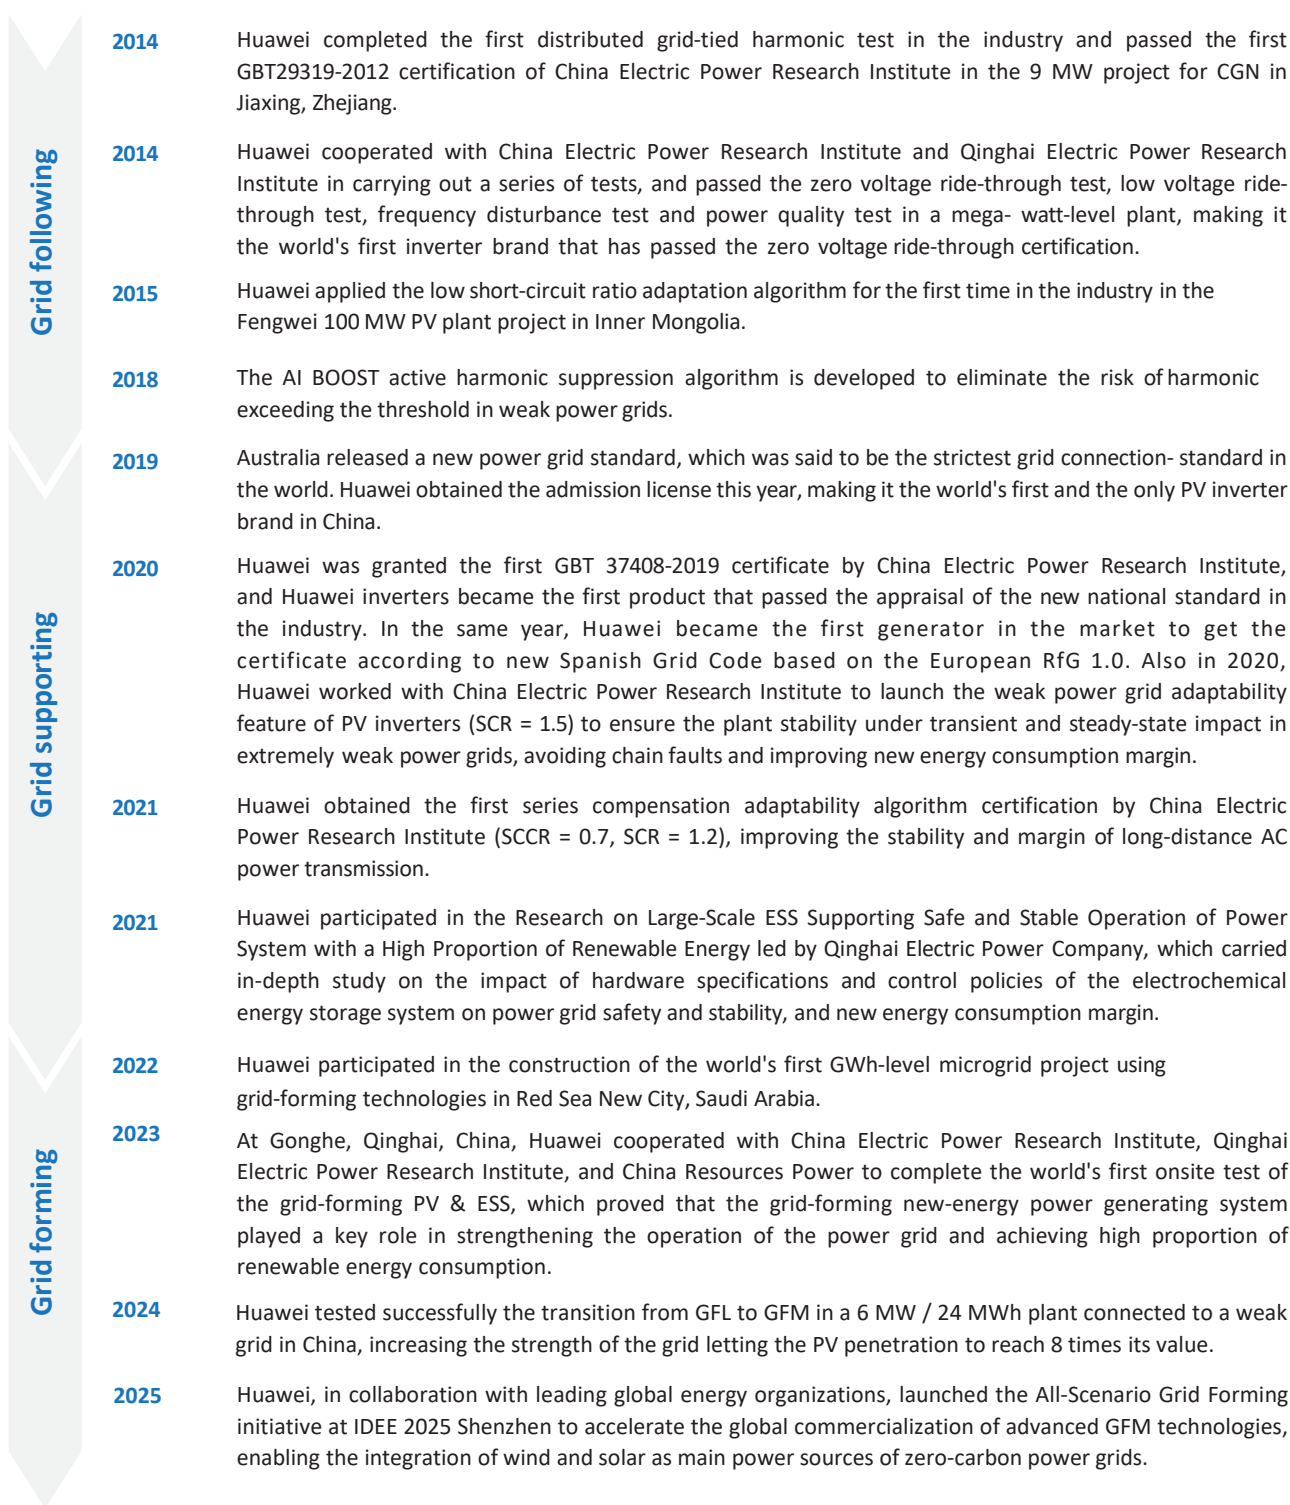 2014
Huawei completed the first distributed grid-tied harmonic test in the industry and passed the first
GBT29319-2012 certification of China Electric Power Research Institute in the 9 MW project for CGN in
Jiaxing, Zhejiang.
Grid following
2014
Huawei cooperated with China Electric Power Research Institute and Qinghai Electric Power Research
Institute in carrying out a series of tests, and passed the zero voltage ride-through test, low voltage ride-
through test, frequency disturbance test and power quality test in a mega- watt-level plant, making it
the world's first inverter brand that has passed the zero voltage ride-through certification.
2015
Huawei applied the low short-circuit ratio adaptation algorithm for the first time in the industry in the
Fengwei 100 MW PV plant project in Inner Mongolia.
2018
The AI BOOST active harmonic suppression algorithm is developed to eliminate the risk of harmonic
exceeding the threshold in weak power grids.
2019
Australia released a new power grid standard, which was said to be the strictest grid connection- standard in
the world. Huawei obtained the admission license this year, making it the world's first and the only PV inverter
brand in China.
Grid supporting
2020
Huawei was granted the first GBT 37408-2019 certificate by China Electric Power Research Institute,
and Huawei inverters became the first product that passed the appraisal of the new national standard in
the industry. In the same year, Huawei became the first generator in the market to get the
certificate according to new Spanish Grid Code based on the European RfG 1.0. Also in 2020,
Huawei worked with China Electric Power Research Institute to launch the weak power grid adaptability
feature of PV inverters (SCR = 1.5) to ensure the plant stability under transient and steady-state impact in
extremely weak power grids, avoiding chain faults and improving new energy consumption margin.
2021
Huawei obtained the first series compensation adaptability algorithm certification by China Electric
Power Research Institute (SCCR = 0.7, SCR = 1.2), improving the stability and margin of long-distance AC
power transmission.
2021
Huawei participated in the Research on Large-Scale ESS Supporting Safe and Stable Operation of Power
System with a High Proportion of Renewable Energy led by Qinghai Electric Power Company, which carried
in-depth study on the impact of hardware specifications and control policies of the electrochemical
energy storage system on power grid safety and stability, and new energy consumption margin.
2022
Huawei participated in the construction of the world's first GWh-level microgrid project using
grid-forming technologies in Red Sea New City, Saudi Arabia.
Grid forming
2023
At Gonghe, Qinghai, China, Huawei cooperated with China Electric Power Research Institute, Qinghai
Electric Power Research Institute, and China Resources Power to complete the world's first onsite test of
the grid-forming PV & ESS, which proved that the grid-forming new-energy power generating system
played a key role in strengthening the operation of the power grid and achieving high proportion of
renewable energy consumption.
2024
Huawei tested successfully the transition from GFL to GFM in a 6 MW / 24 MWh plant connected to a weak
grid in China, increasing the strength of the grid letting the PV penetration to reach 8 times its value.
2025
Huawei, in collaboration with leading global energy organizations, launched the All-Scenario Grid Forming
initiative at IDEE 2025 Shenzhen to accelerate the global commercialization of advanced GFM technologies,
enabling the integration of wind and solar as main power sources of zero-carbon power grids.